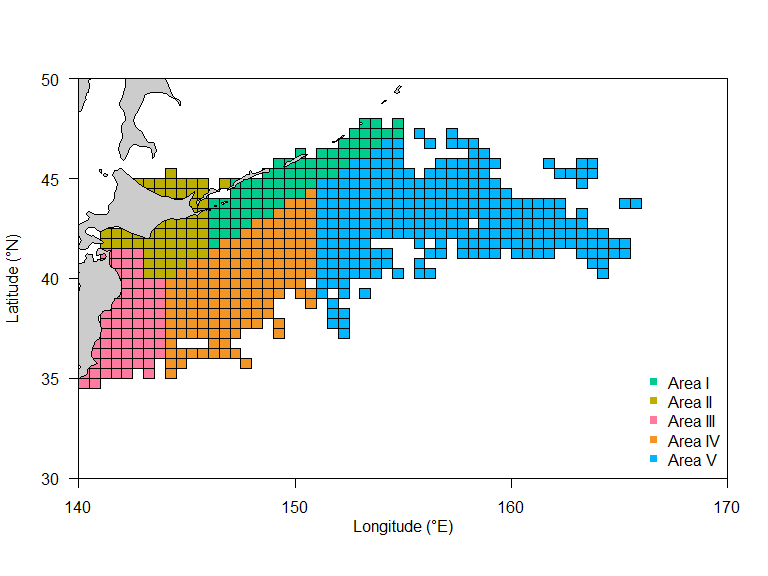 50
45
40
35
30
Latitude (°N)
140
150
160
170
Longitude (°E)
Area I
Area II
Area III
Area IV
Area V